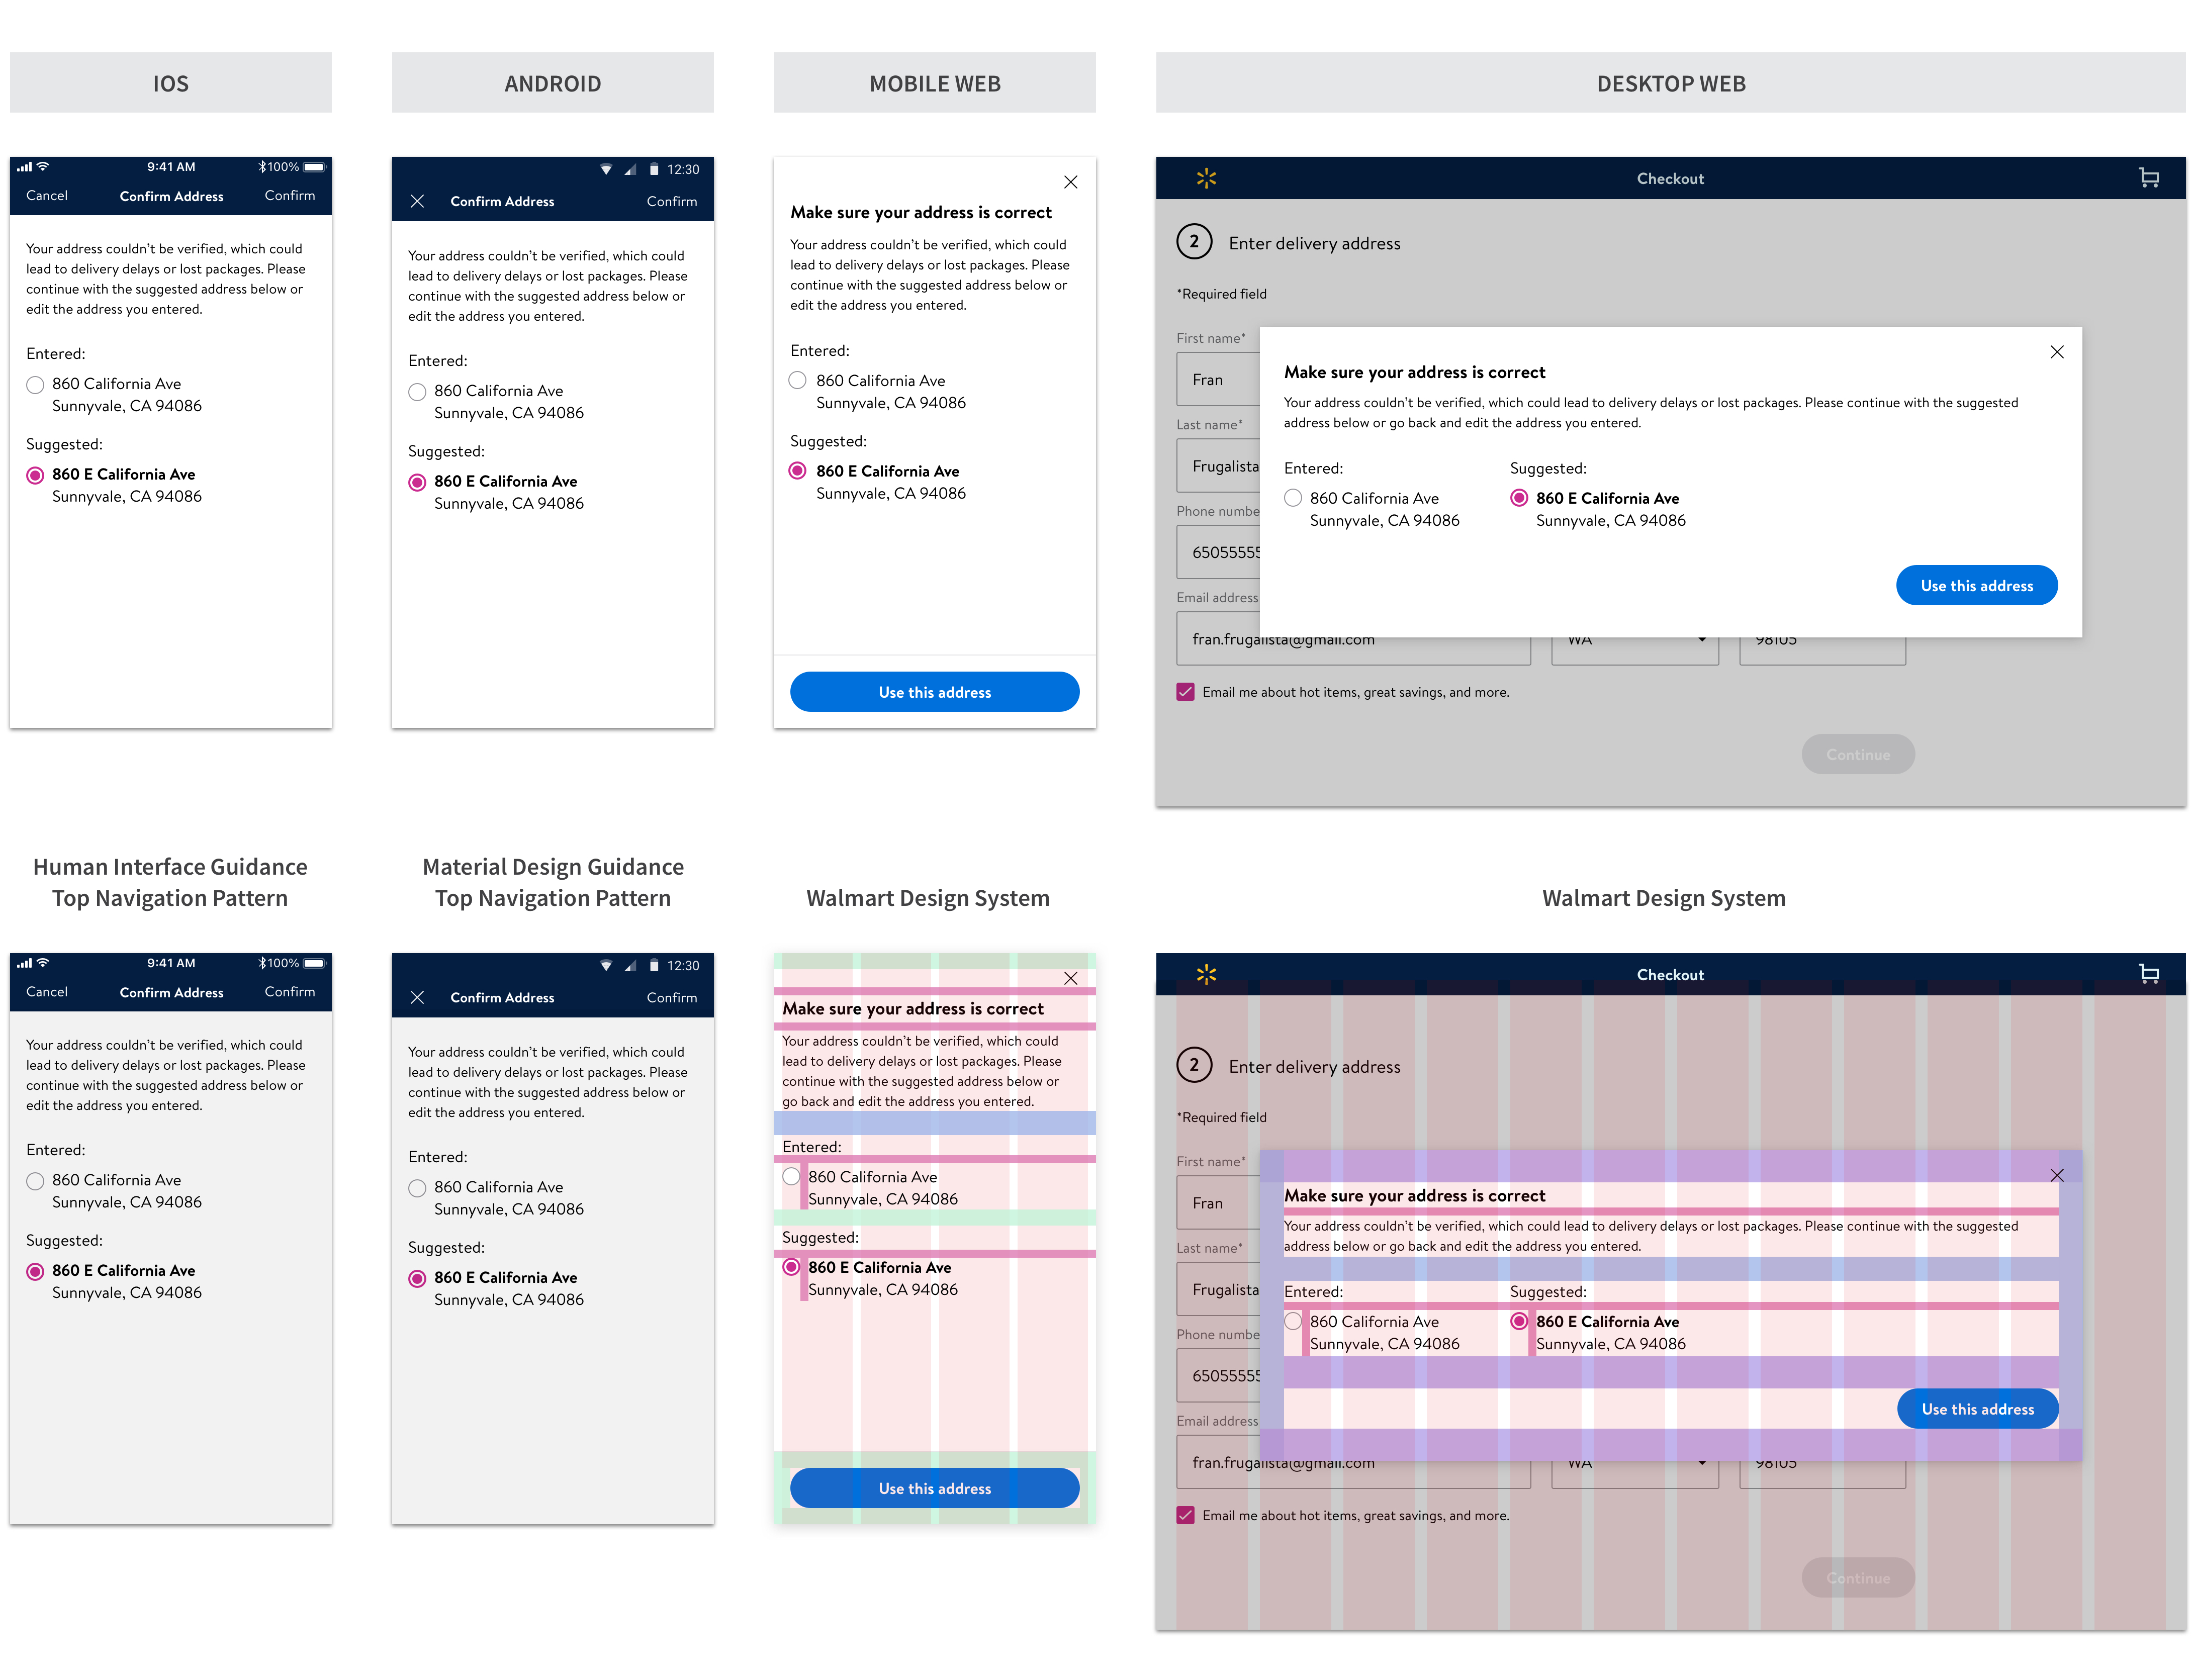 IOS
ANDROID
MOBILE WEB
DESKTOP WEB
9:41 AM
100%
Cancel
Confirm Address
Confirm
Your address couldn't be verified, which could
lead to delivery delays or lost packages. Please
continue with the suggested address below or
edit the address you entered.
Entered:
860 California Ave
Sunnyvale, CA 94086
Suggested:
860 E California Ave
Sunnyvale, CA 94086
12:30
Confirm Address
Confirm
Your address couldn't be verified, which could
lead to delivery delays or lost packages. Please
continue with the suggested address below or
edit the address you entered.
Entered:
860 California Ave
Sunnyvale, CA 94086
Suggested:
860 E California Ave
Sunnyvale, CA 94086
Make sure your address is correct
Your address couldn't be verified, which could
lead to delivery delays or lost packages. Please
continue with the suggested address below or
edit the address you entered.
Entered:
860 California Ave
Sunnyvale, CA 94086
Suggested:
860 E California Ave
Sunnyvale, CA 94086
Use this address
Checkout
2 Enter delivery address
*Required field
First name*
Fran
Last name*
Frugalista
Phone numbe
65055555
Email address
fran.frugalista@gmail.com
WA
98105
Email me about hot items, great savings, and more.
Continue
Make sure your address is correct
Your address couldn't be verified, which could lead to delivery delays or lost packages. Please continue with the suggested
address below or go back and edit the address you entered.
Entered:
860 California Ave
Sunnyvale, CA 94086
Suggested:
860 E California Ave
Sunnyvale, CA 94086
Use this address
Human Interface Guidance
Top Navigation Pattern
Material Design Guidance
Top Navigation Pattern
Walmart Design System
Walmart Design System
9:41 AM
100%
Cancel
Confirm Address
Confirm
Your address couldn't be verified, which could
lead to delivery delays or lost packages. Please
continue with the suggested address below or
edit the address you entered.
Entered:
860 California Ave
Sunnyvale, CA 94086
Suggested:
860 E California Ave
Sunnyvale, CA 94086
12:30
Confirm Address
Confirm
Your address couldn't be verified, which could
lead to delivery delays or lost packages. Please
continue with the suggested address below or
edit the address you entered.
Entered:
860 California Ave
Sunnyvale, CA 94086
Suggested:
860 E California Ave
Sunnyvale, CA 94086
Make sure your address is correct
Your address couldn't be verified, which could
lead to delivery delays or lost packages. Please
continue with the suggested address below or
go back and edit the address you entered.
Entered:
860 California Ave
Sunnyvale, CA 94086
Suggested:
860 E California Ave
Sunnyvale, CA 94086
Use this address
Checkout
2 Enter delivery address
*Required field
First name*
Fran
Last name*
Frugalista
Phone numbe
65055555
Email address
fran.frugalista@gmail.com
WA
98105
Email me about hot items, great savings, and more.
Continue
Make sure your address is correct
Your address couldn't be verified, which could lead to delivery delays or lost packages. Please continue with the suggested
address below or go back and edit the address you entered.
Entered:
860 California Ave
Sunnyvale, CA 94086
Suggested:
860 E California Ave
Sunnyvale, CA 94086
Use this address